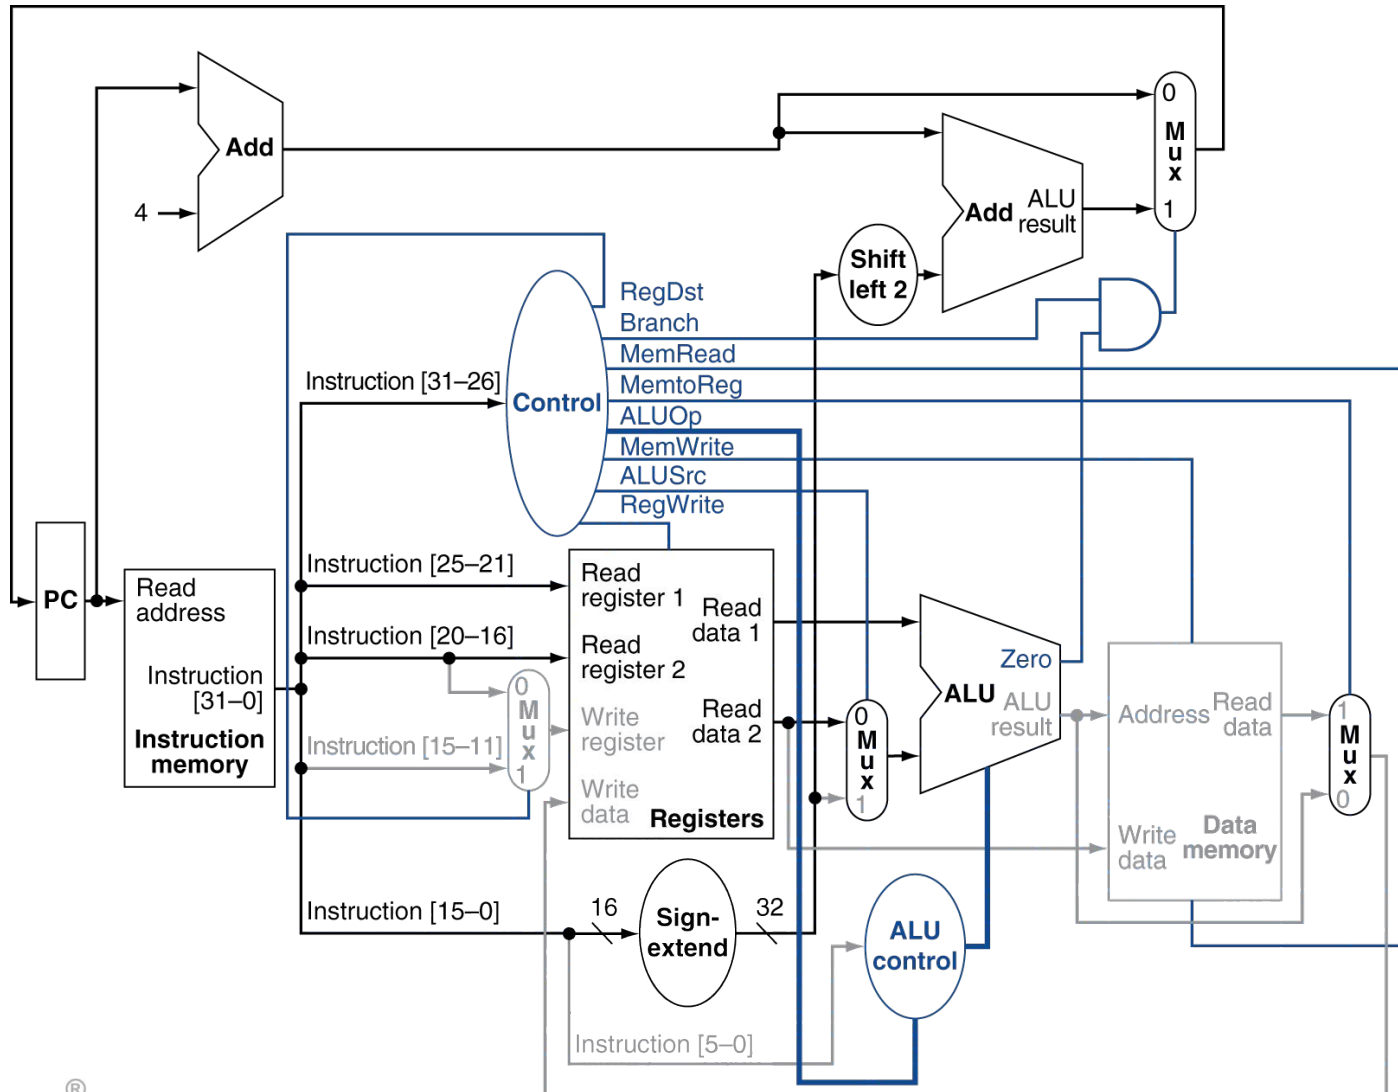 0
M
u
x
1
Add
4
Add
ALU
result
Shift
left 2
RegDst
Branch
MemRead
MemtoReg
ALUOp
MemWrite
ALUSrc
RegWrite
Control
Instruction [31–26]
Instruction [25–21]
Instruction [20–16]
Instruction [15–11]
Instruction [15–0]
Instruction [5–0]
PC
Read
address
Instruction
[31–0]
Instruction
memory
0
M
u
x
1
Read
register 1
Read
register 2
Write
register
Write
data
Read
data 1
Read
data 2
Registers
0
M
u
x
1
Zero
ALU
ALU
result
Address
Read
data
Write
data
Data
memory
1
M
u
x
0
16
Sign-
extend
32
ALU
control
®